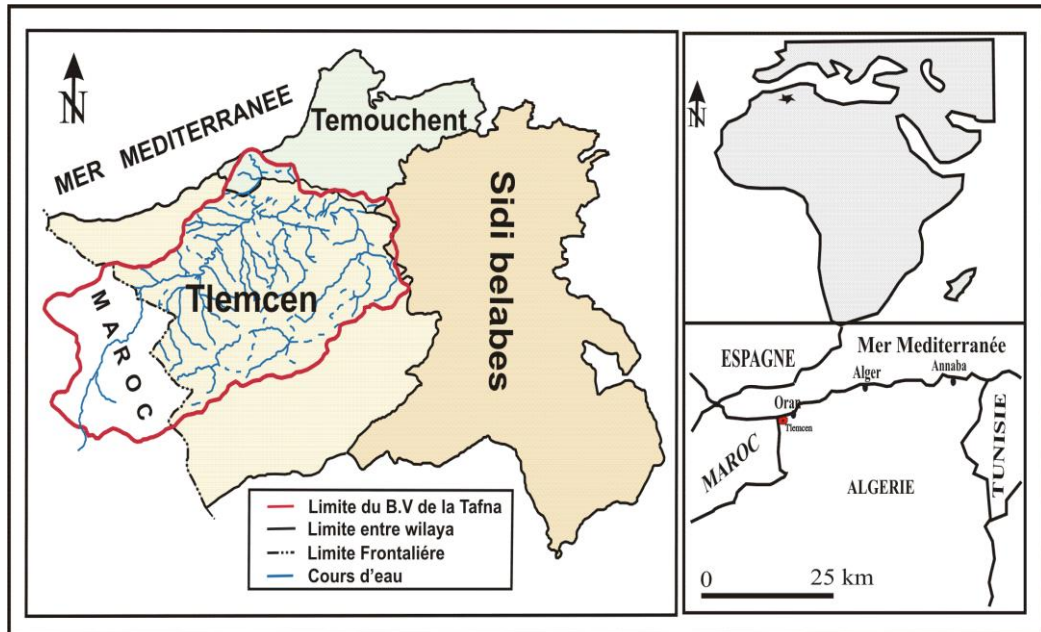 N
MER MEDITERRANEE
Temouchent
Sidi belabes
Tlemcen
MAROC
Limite du B.V de la Tafna
Limite entre wilaya
Limite Frontaliére
Cours d'eau
N
ESPAGNE
Mer Mediterranée
Alger
Annaba
Oran
Tlemcen
MAROC
TUNISIE
ALGERIE
0 25 km